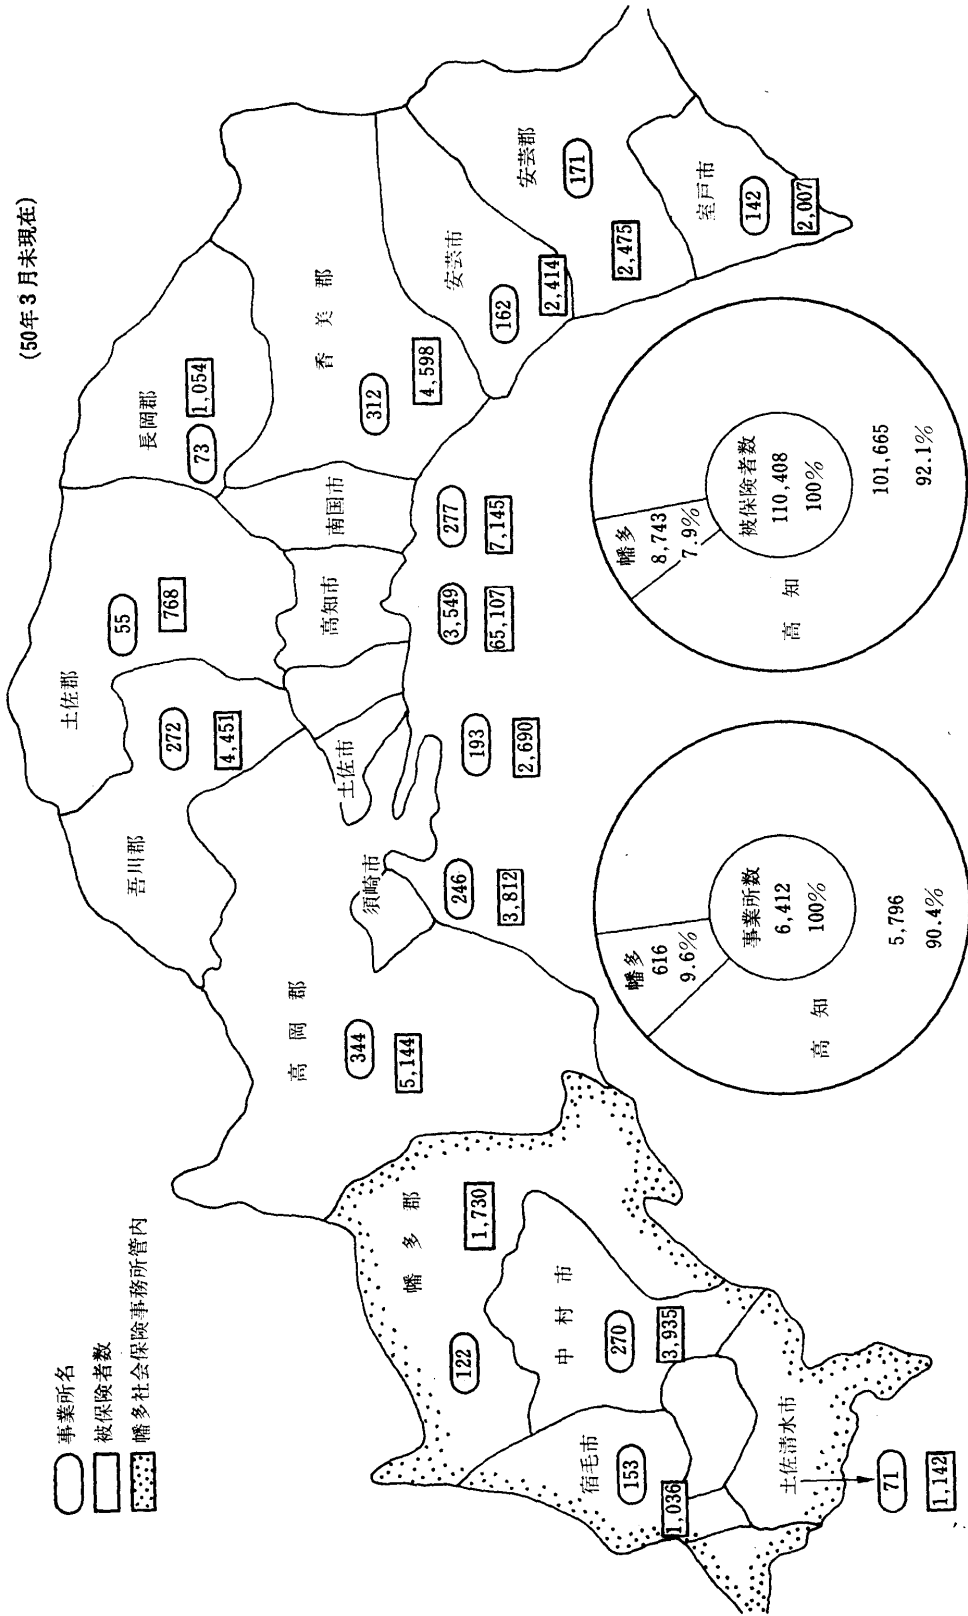 (50年3月末現在)
事業所名
被保険者数
幡多社会保険事務所管内
幡多郡
122
1,730
中村市
270
3,935
宿毛市
153
1,036
土佐清水市
71
1,142
高岡郡
344
5,144
須崎市
246
3,812
吾川郡
272
4,451
土佐郡
55
768
土佐市
193
2,690
高知市
3,549
65,107
南国市
277
7,145
長岡郡
73
1,054
香美郡
312
4,598
安芸市
162
2,414
安芸郡
171
2,475
室戸市
142
2,007
事業所数
6,412
100%
幡多
616
9.6%
高知
5,796
90.4%
被保険者数
110,408
100%
幡多
8,743
7.9%
高知
101,665
92.1%